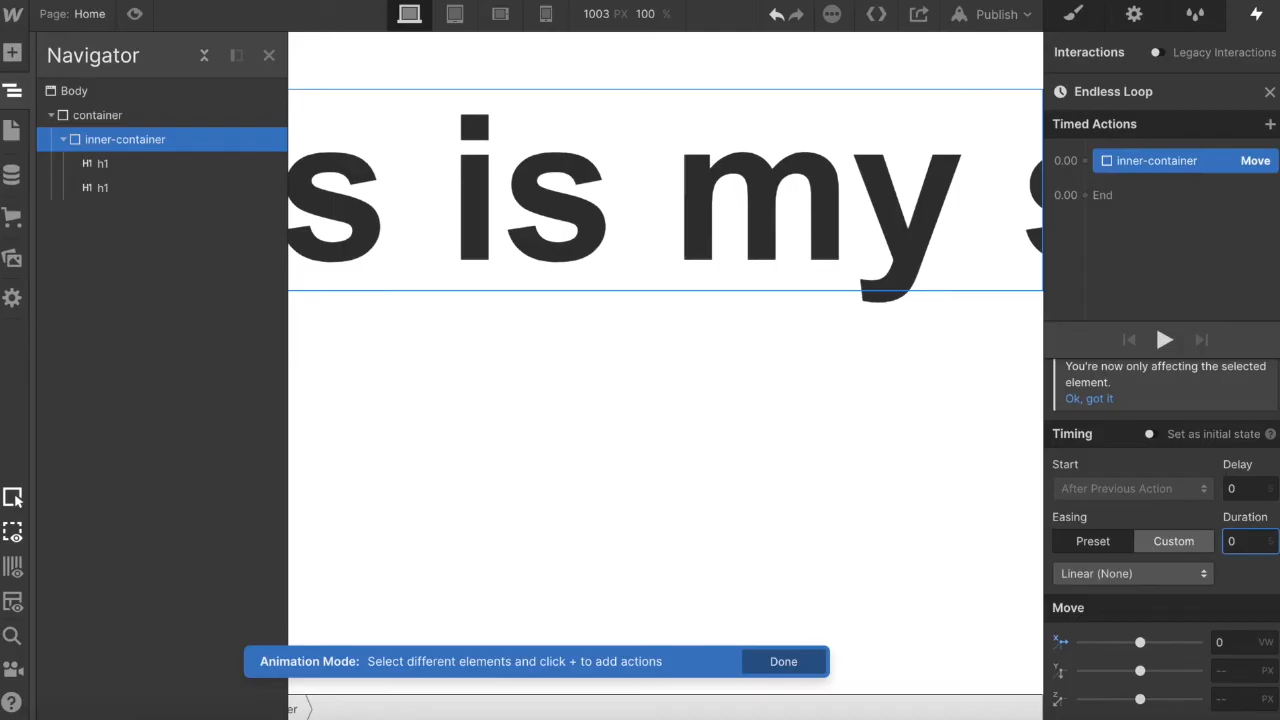 Page: Home
1003 PX 100 %
Publish
Navigator
Body
container
inner-container
H1 h1
H1 h1
s is my s
Animation Mode: Select different elements and click + to add actions
Done
Interactions
Legacy Interactions
Endless Loop
Timed Actions
0.00 inner-container Move
0.00 End
You're now only affecting the selected
element.
Ok, got it
Timing
Set as initial state
Start
Delay
After Previous Action
0 S
Easing
Duration
Preset
Custom
0 S
Linear (None)
Move
X 0 VW
Y -- PX
Z -- PX
er